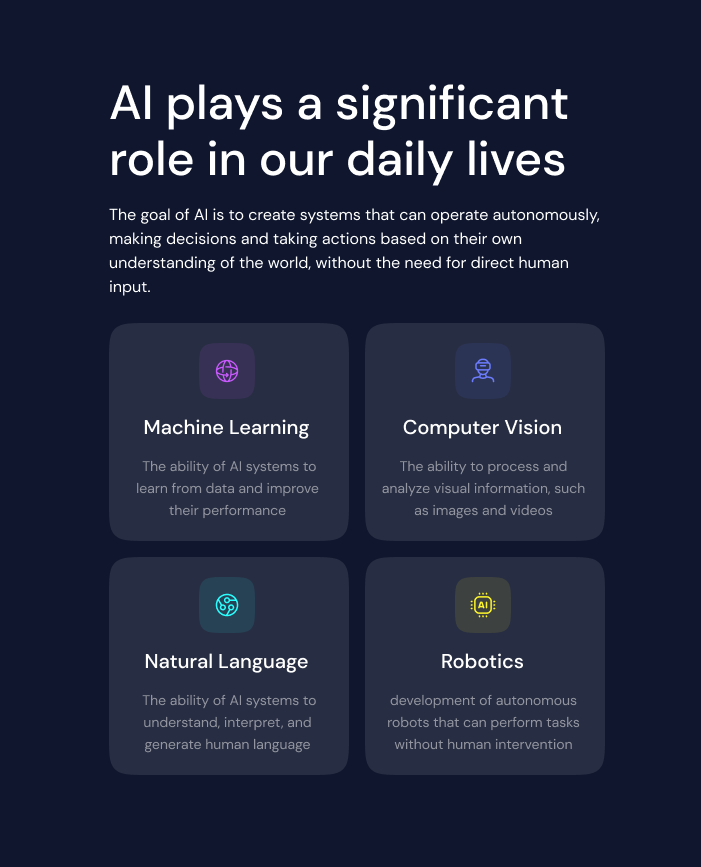 AI plays a significant
role in our daily lives
The goal of AI is to create systems that can operate autonomously,
making decisions and taking actions based on their own
understanding of the world, without the need for direct human
input.
Machine Learning
The ability of AI systems to
learn from data and improve
their performance
Computer Vision
The ability to process and
analyze visual information, such
as images and videos
Natural Language
The ability of AI systems to
understand, interpret, and
generate human language
AI
Robotics
development of autonomous
robots that can perform tasks
without human intervention